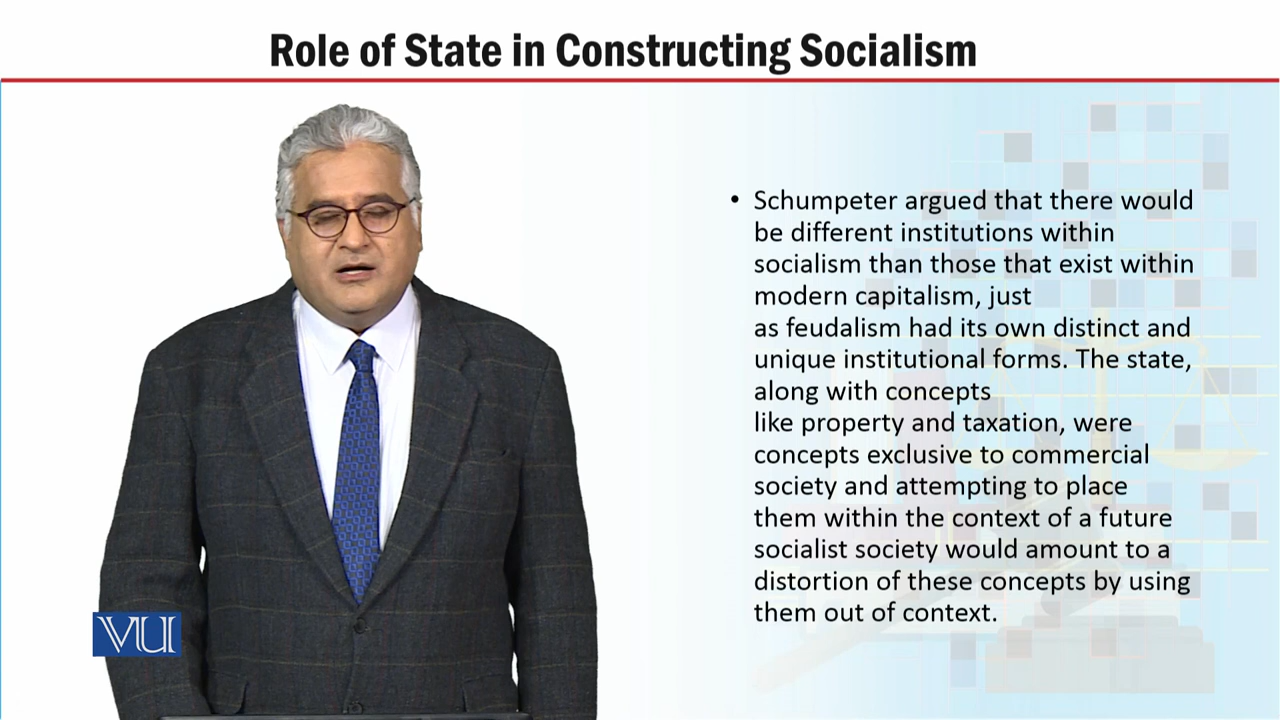 Role of State in Constructing Socialism
• Schumpeter argued that there would
be different institutions within
socialism than those that exist within
modern capitalism, just
as feudalism had its own distinct and
unique institutional forms. The state,
along with concepts
like property and taxation, were
concepts exclusive to commercial
society and attempting to place
them within the context of a future
socialist society would amount to a
distortion of these concepts by using
them out of context.
VU